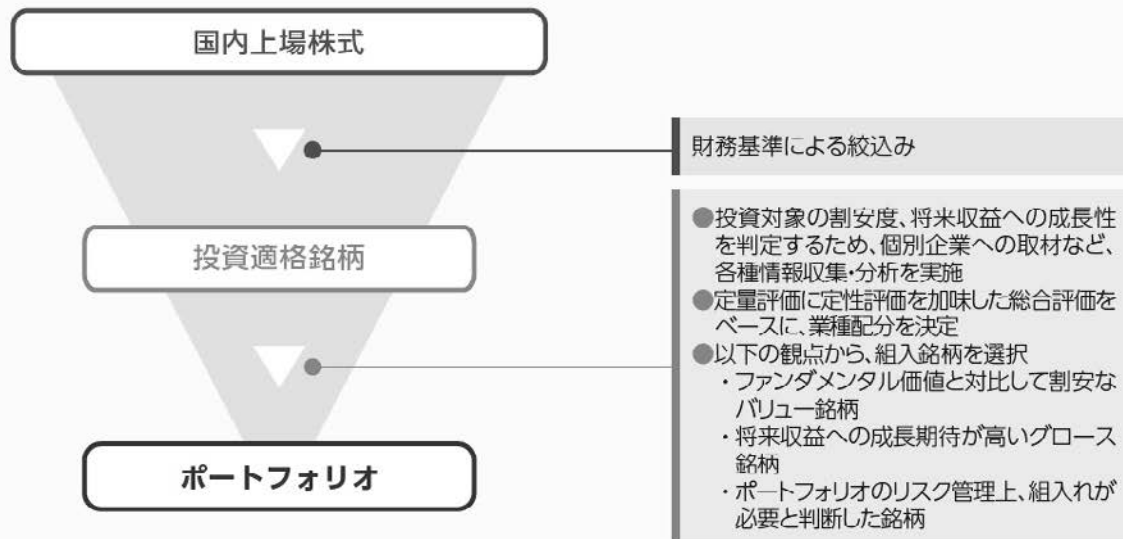 国内上場株式
財務基準による絞込み
投資適格銘柄
●投資対象の割安度、将来収益への成長性
を判定するため、個別企業への取材など、
各種情報収集・分析を実施
●定量評価に定性評価を加味した総合評価を
ベースに、業種配分を決定
●以下の観点から、組入銘柄を選択
・ファンダメンタル価値と対比して割安な
バリュー銘柄
・将来収益への成長期待が高いグロース
銘柄
・ポートフォリオのリスク管理上、組入れが
必要と判断した銘柄
ポートフォリオ